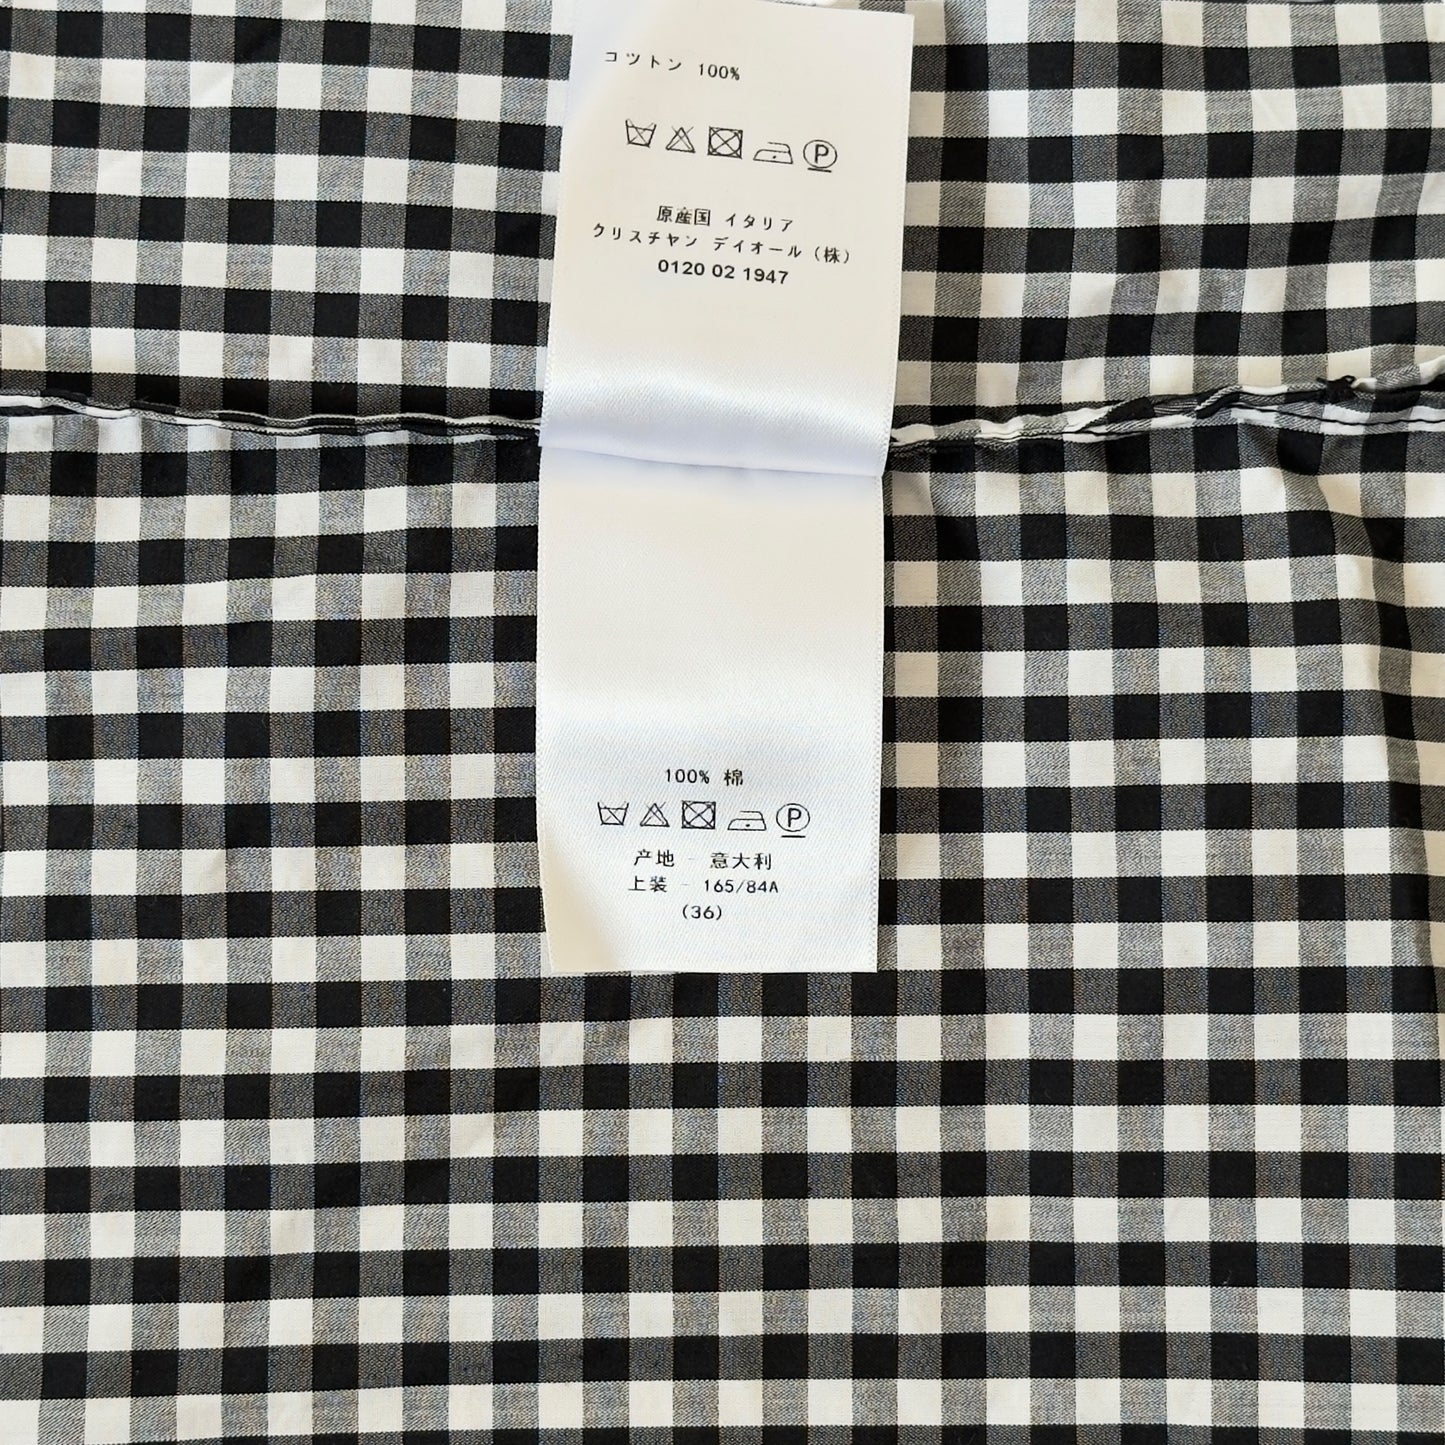 コットン 100%
原産国 イタリア
クリスチャン デイオール (株)
0120 02 1947
100% 棉
产地 - 意大利
上装 - 165/84A
(36)